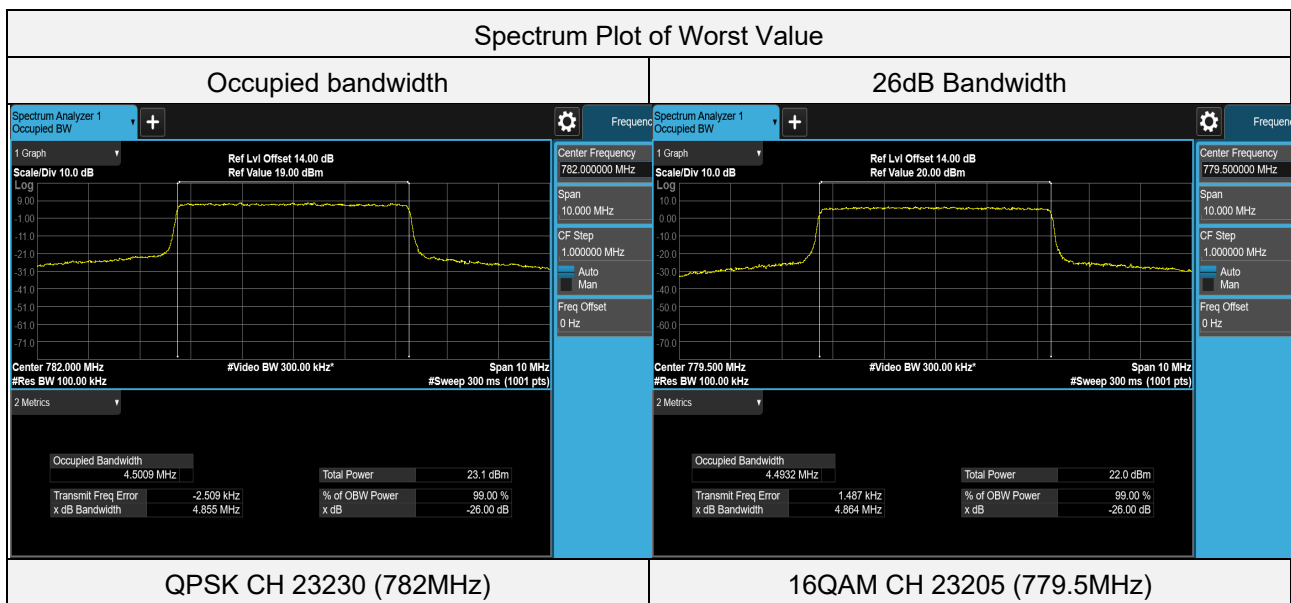 Spectrum Plot of Worst Value
Occupied bandwidth
26dB Bandwidth
Spectrum Analyzer 1
Occupied BW
+
Frequenc
1 Graph
Scale/Div 10.0 dB
Ref Lvl Offset 14.00 dB
Ref Value 19.00 dBm
Log
9.00
-1.00
-11.0
-21.0
-31.0
-41.0
-51.0
-61.0
-71.0
Center 782.000 MHz
#Video BW 300.00 kHz*
Span 10 MHz
#Res BW 100.00 kHz
#Sweep 300 ms (1001 pts)
Center Frequency
782.000000 MHz
Span
10.000 MHz
CF Step
1.000000 MHz
Auto
Man
Freq Offset
0 Hz
2 Metrics
Occupied Bandwidth
4.5009 MHz
Total Power 23.1 dBm
Transmit Freq Error -2.509 kHz
% of OBW Power 99.00 %
x dB Bandwidth 4.855 MHz
x dB -26.00 dB
Spectrum Analyzer 1
Occupied BW
+
Frequen
1 Graph
Scale/Div 10.0 dB
Ref Lvl Offset 14.00 dB
Ref Value 20.00 dBm
Log
10.0
0.00
-10.0
-20.0
-30.0
-40.0
-50.0
-60.0
-70.0
Center 779.500 MHz
#Video BW 300.00 kHz*
Span 10 MHz
#Res BW 100.00 kHz
#Sweep 300 ms (1001 pts)
Center Frequency
779.500000 MHz
Span
10.000 MHz
CF Step
1.000000 MHz
Auto
Man
Freq Offset
0 Hz
2 Metrics
Occupied Bandwidth
4.4932 MHz
Total Power 22.0 dBm
Transmit Freq Error 1.487 kHz
% of OBW Power 99.00 %
x dB Bandwidth 4.864 MHz
x dB -26.00 dB
QPSK CH 23230 (782MHz)
16QAM CH 23205 (779.5MHz)